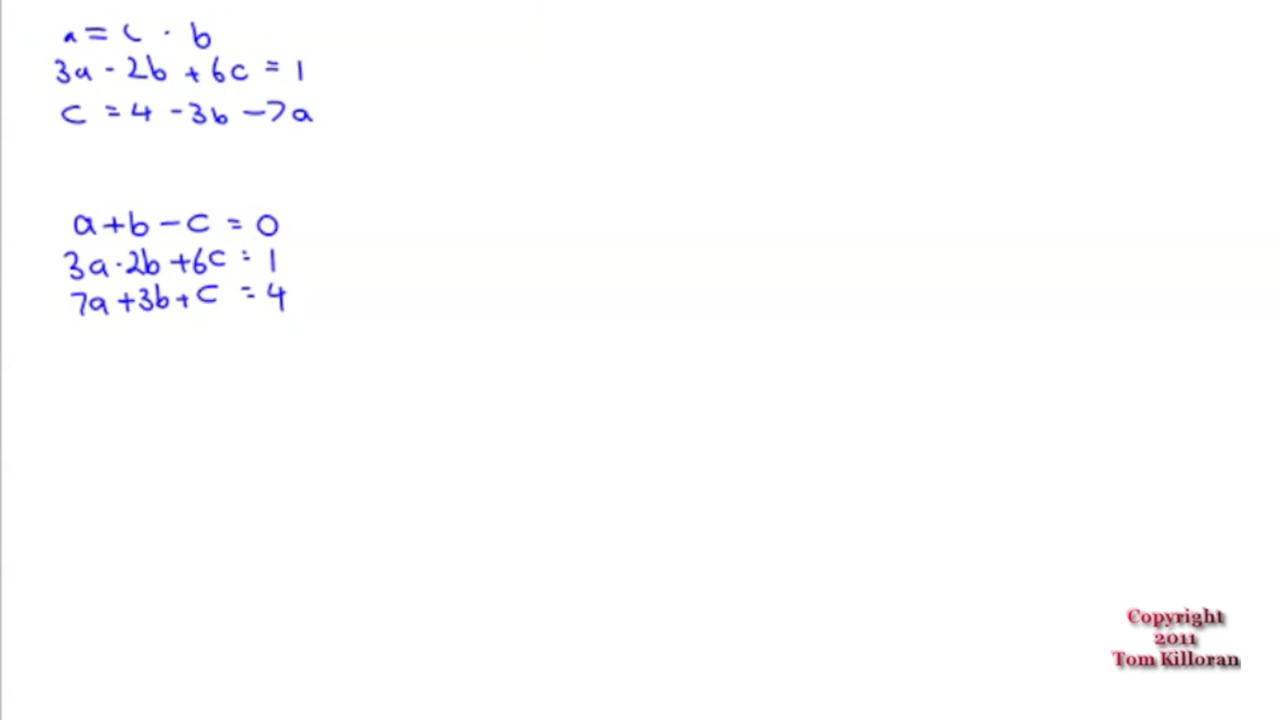 a = c - b
3a - 2b + 6c = 1
c = 4 - 3b - 7a
a + b - c = 0
3a - 2b + 6c = 1
7a + 3b + c = 4
Copyright
2011
Tom Killoran